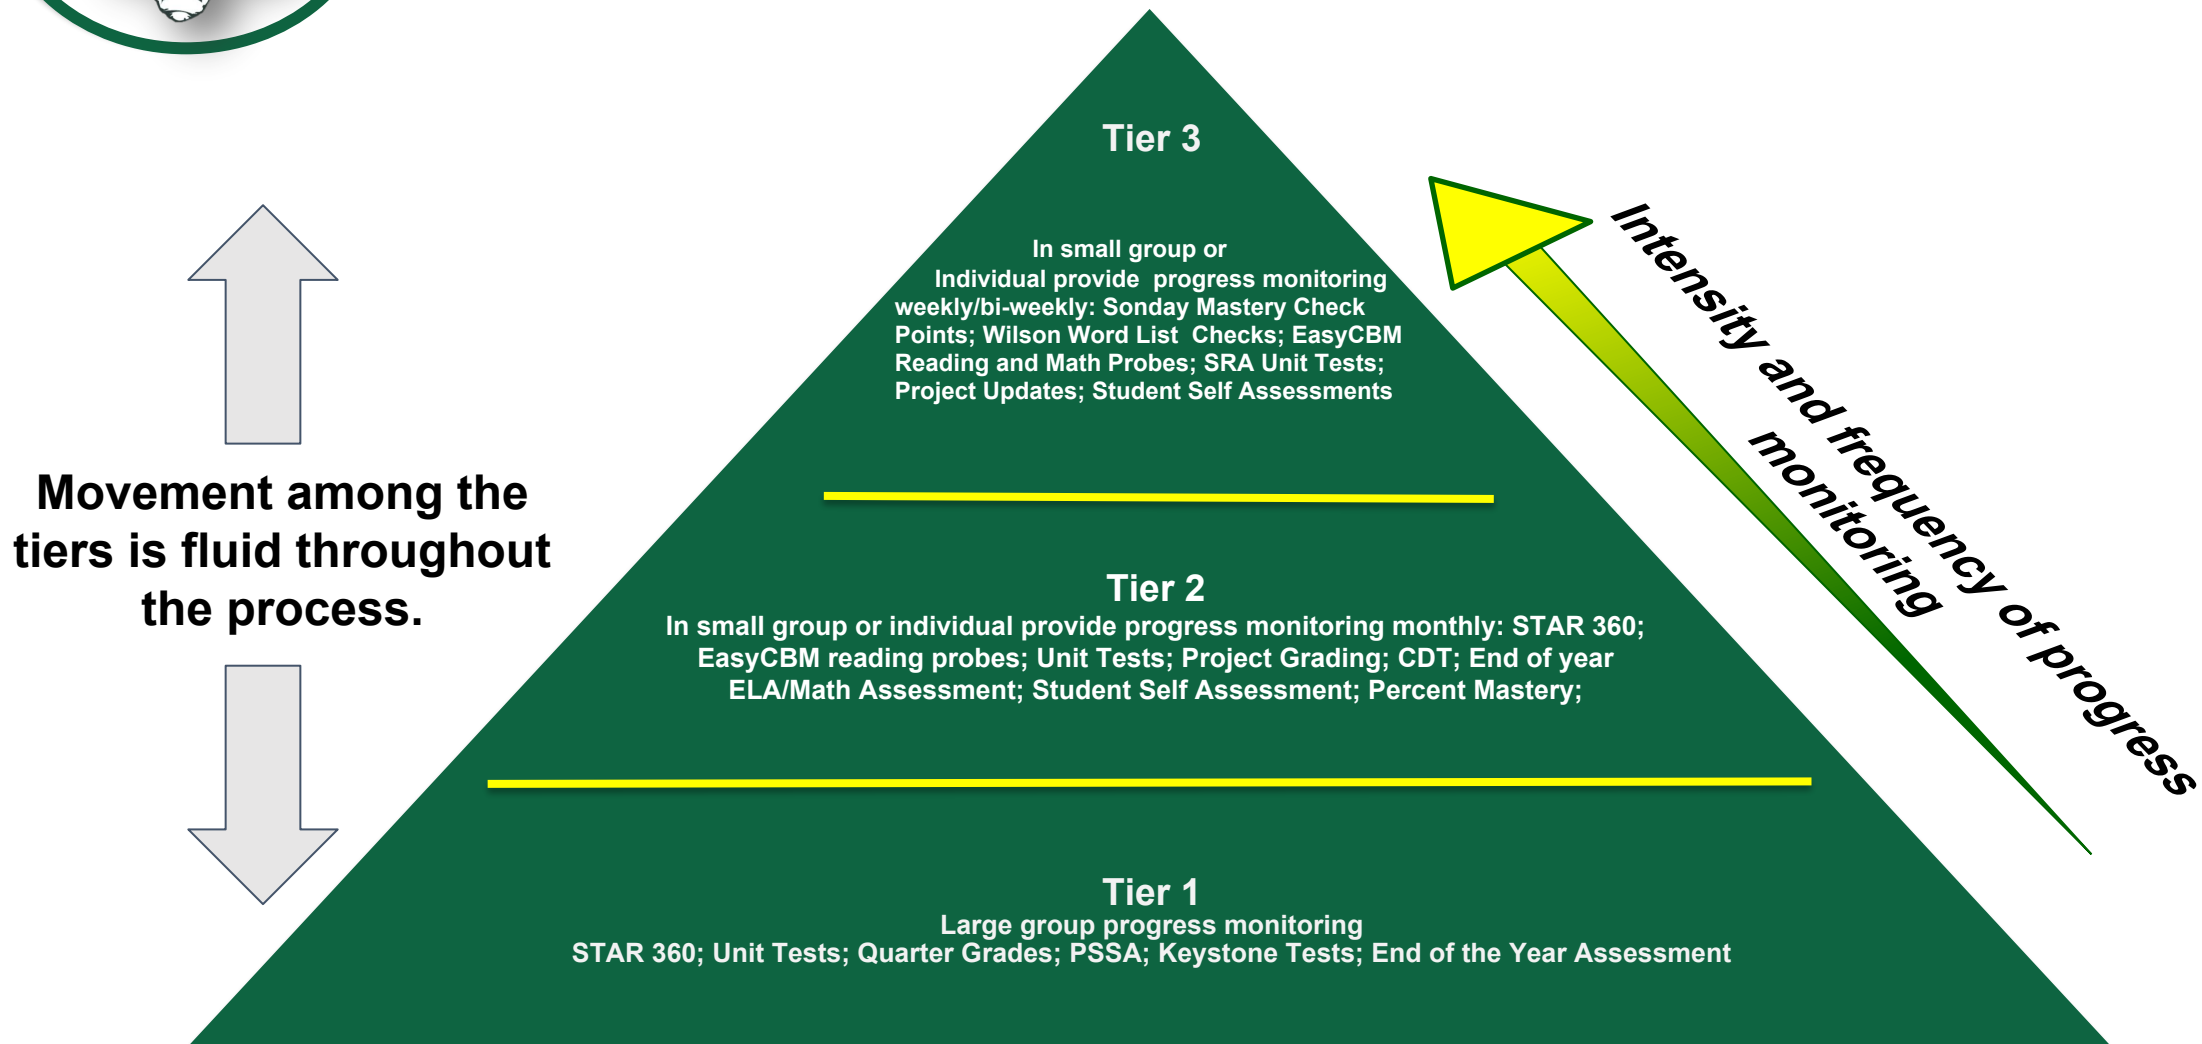 Tier 3
In small group or
Individual provide progress monitoring
weekly/bi-weekly: Sonday Mastery Check
Points; Wilson Word List Checks; EasyCBM
Reading and Math Probes; SRA Unit Tests;
Project Updates; Student Self Assessments
Intensity and frequency of progress
monitoring
Movement among the
tiers is fluid throughout
the process.
Tier 2
In small group or individual provide progress monitoring monthly: STAR 360;
EasyCBM reading probes; Unit Tests; Project Grading; CDT; End of year
ELA/Math Assessment; Student Self Assessment; Percent Mastery;
Tier 1
Large group progress monitoring
STAR 360; Unit Tests; Quarter Grades; PSSA; Keystone Tests; End of the Year Assessment